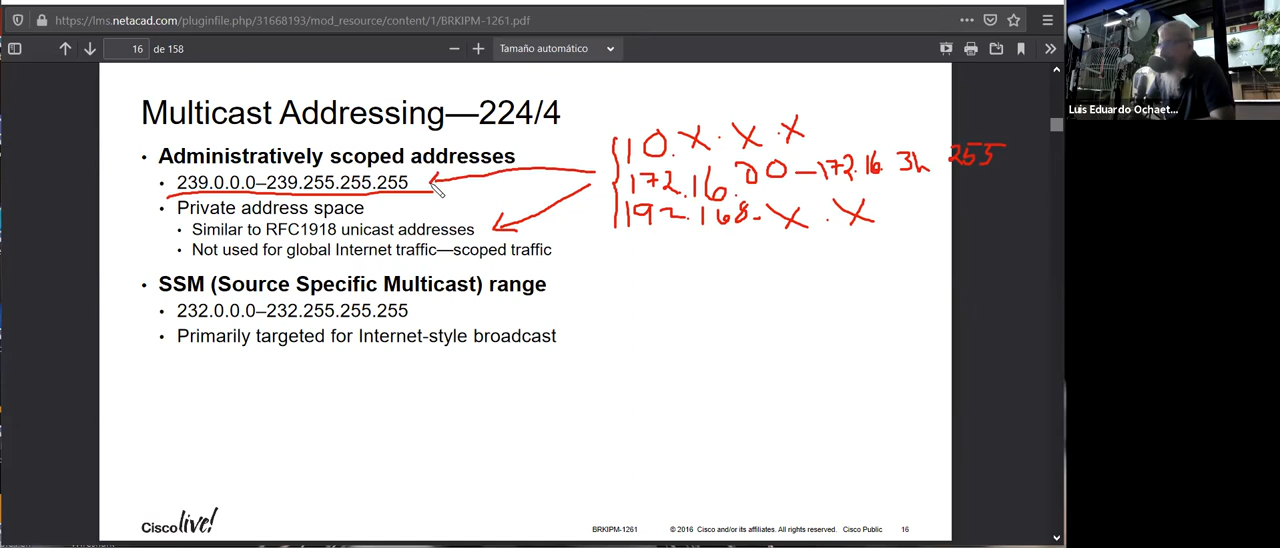 https://lms.netacad.com/pluginfile.php/31668193/mod_resource/content/1/BRKIPM-1261.pdf
16 de 158
Tamaño automático
Luis Eduardo Ochaet...
Multicast Addressing—224/4
• Administratively scoped addresses
• 239.0.0.0–239.255.255.255
• Private address space
• Similar to RFC1918 unicast addresses
• Not used for global Internet traffic—scoped traffic
10.X.X.X
172.16.00–172.16.
255
192.168.X.X
• SSM (Source Specific Multicast) range
• 232.0.0.0–232.255.255.255
• Primarily targeted for Internet-style broadcast
Cisco live!
BRKIPM-1261
© 2016 Cisco and/or its affiliates. All rights reserved. Cisco Public
16